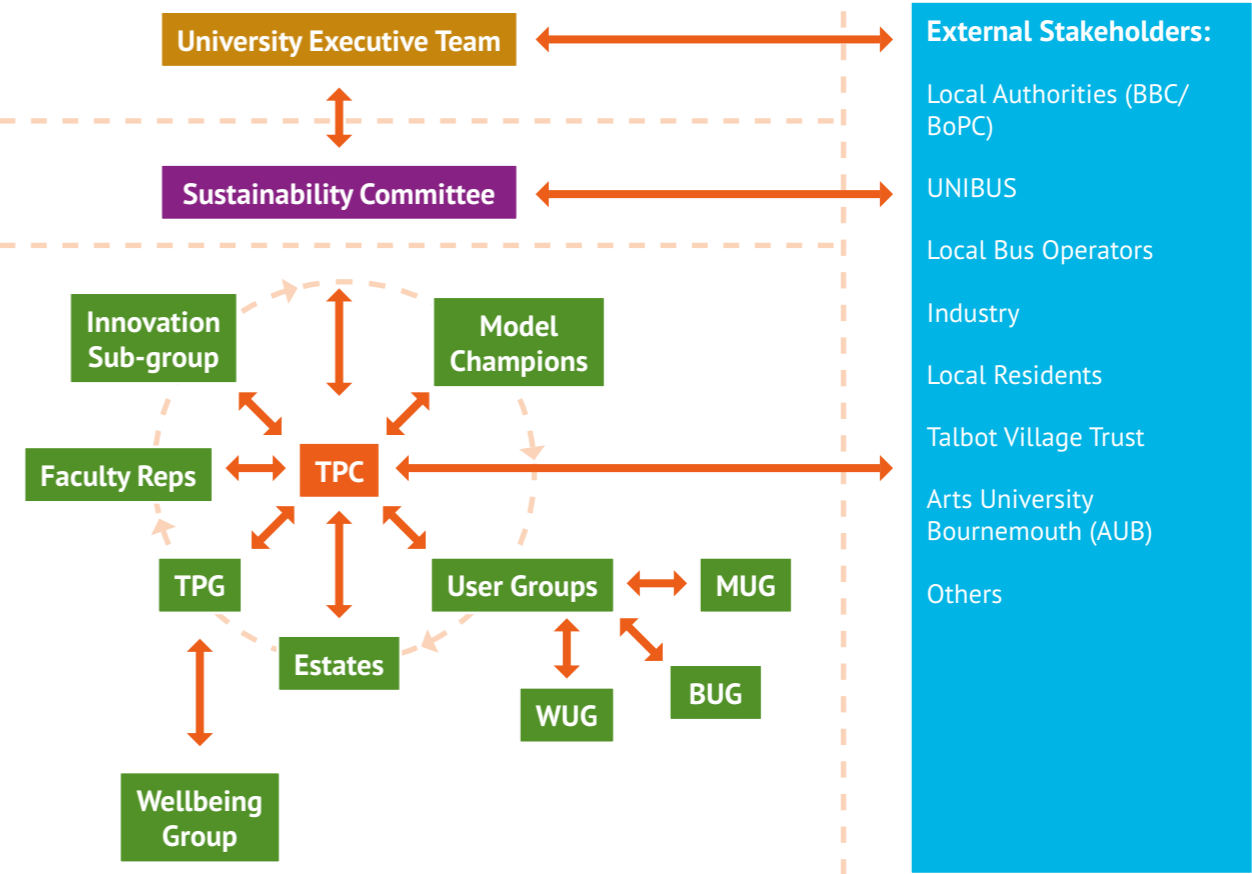 University Executive Team
External Stakeholders:
Local Authorities (BBC/
BoPC)
Sustainability Committee
UNIBUS
Local Bus Operators
Innovation
Sub-group
Model
Champions
Industry
Local Residents
Faculty Reps
TPC
Talbot Village Trust
Arts University
Bournemouth (AUB)
TPG
User Groups
MUG
Others
Estates
BUG
WUG
Wellbeing
Group